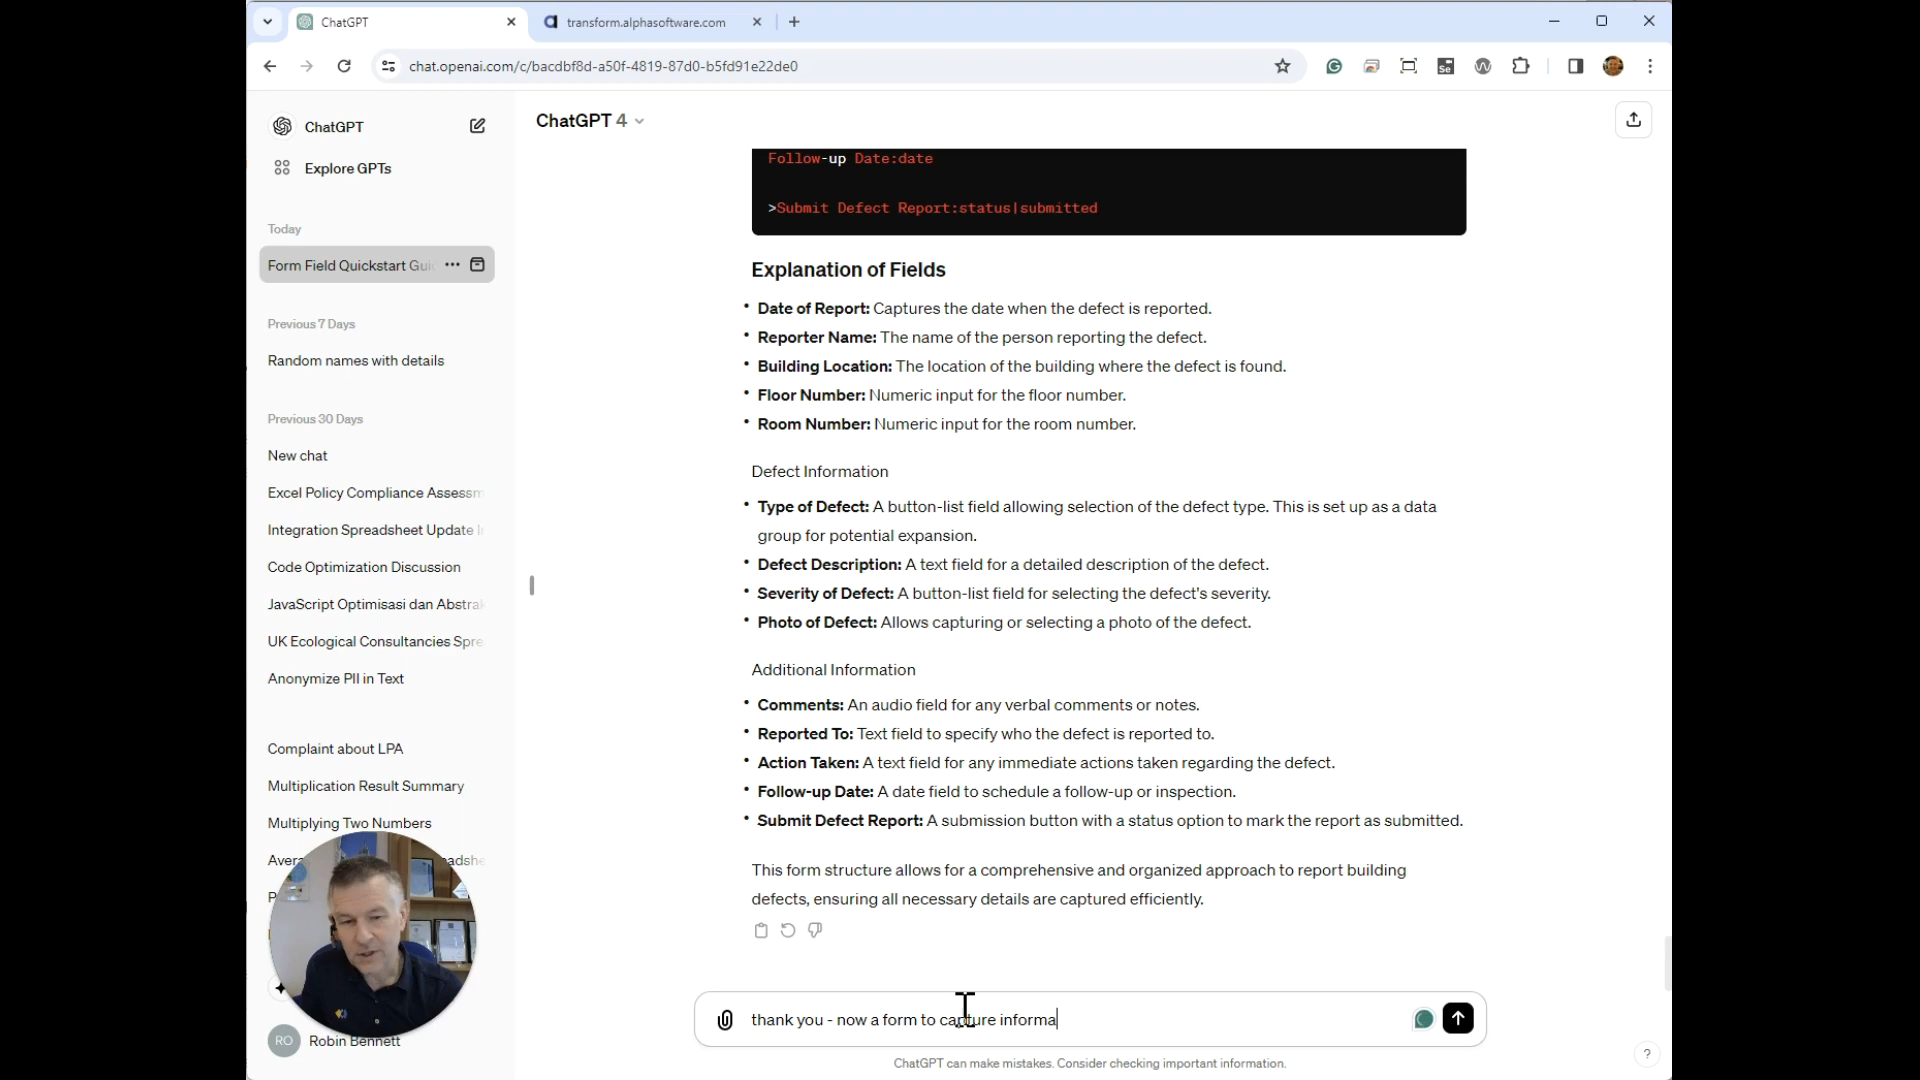 ChatGPT
transform.alphasoftware.com
chat.openai.com/c/bacdbf8d-a50f-4819-87d0-b5fd91e22de0
Se
ChatGPT
Explore GPTs
Today
Form Field Quickstart Gui
Previous 7 Days
Random names with details
Previous 30 Days
New chat
Excel Policy Compliance Assessm
Integration Spreadsheet Update I
Code Optimization Discussion
JavaScript Optimisasi dan Abstrak
UK Ecological Consultancies Spre
Anonymize PII in Text
Complaint about LPA
Multiplication Result Summary
Multiplying Two Numbers
RO
Robin Bennett
ChatGPT 4
Follow-up Date:date
>Submit Defect Report:status|submitted
Explanation of Fields
• Date of Report: Captures the date when the defect is reported.
• Reporter Name: The name of the person reporting the defect.
• Building Location: The location of the building where the defect is found.
• Floor Number: Numeric input for the floor number.
• Room Number: Numeric input for the room number.
Defect Information
• Type of Defect: A button-list field allowing selection of the defect type. This is set up as a data
group for potential expansion.
• Defect Description: A text field for a detailed description of the defect.
• Severity of Defect: A button-list field for selecting the defect's severity.
• Photo of Defect: Allows capturing or selecting a photo of the defect.
Additional Information
• Comments: An audio field for any verbal comments or notes.
• Reported To: Text field to specify who the defect is reported to.
• Action Taken: A text field for any immediate actions taken regarding the defect.
• Follow-up Date: A date field to schedule a follow-up or inspection.
• Submit Defect Report: A submission button with a status option to mark the report as submitted.
This form structure allows for a comprehensive and organized approach to report building
defects, ensuring all necessary details are captured efficiently.
thank you - now a form to capture informa
ChatGPT can make mistakes. Consider checking important information.
?